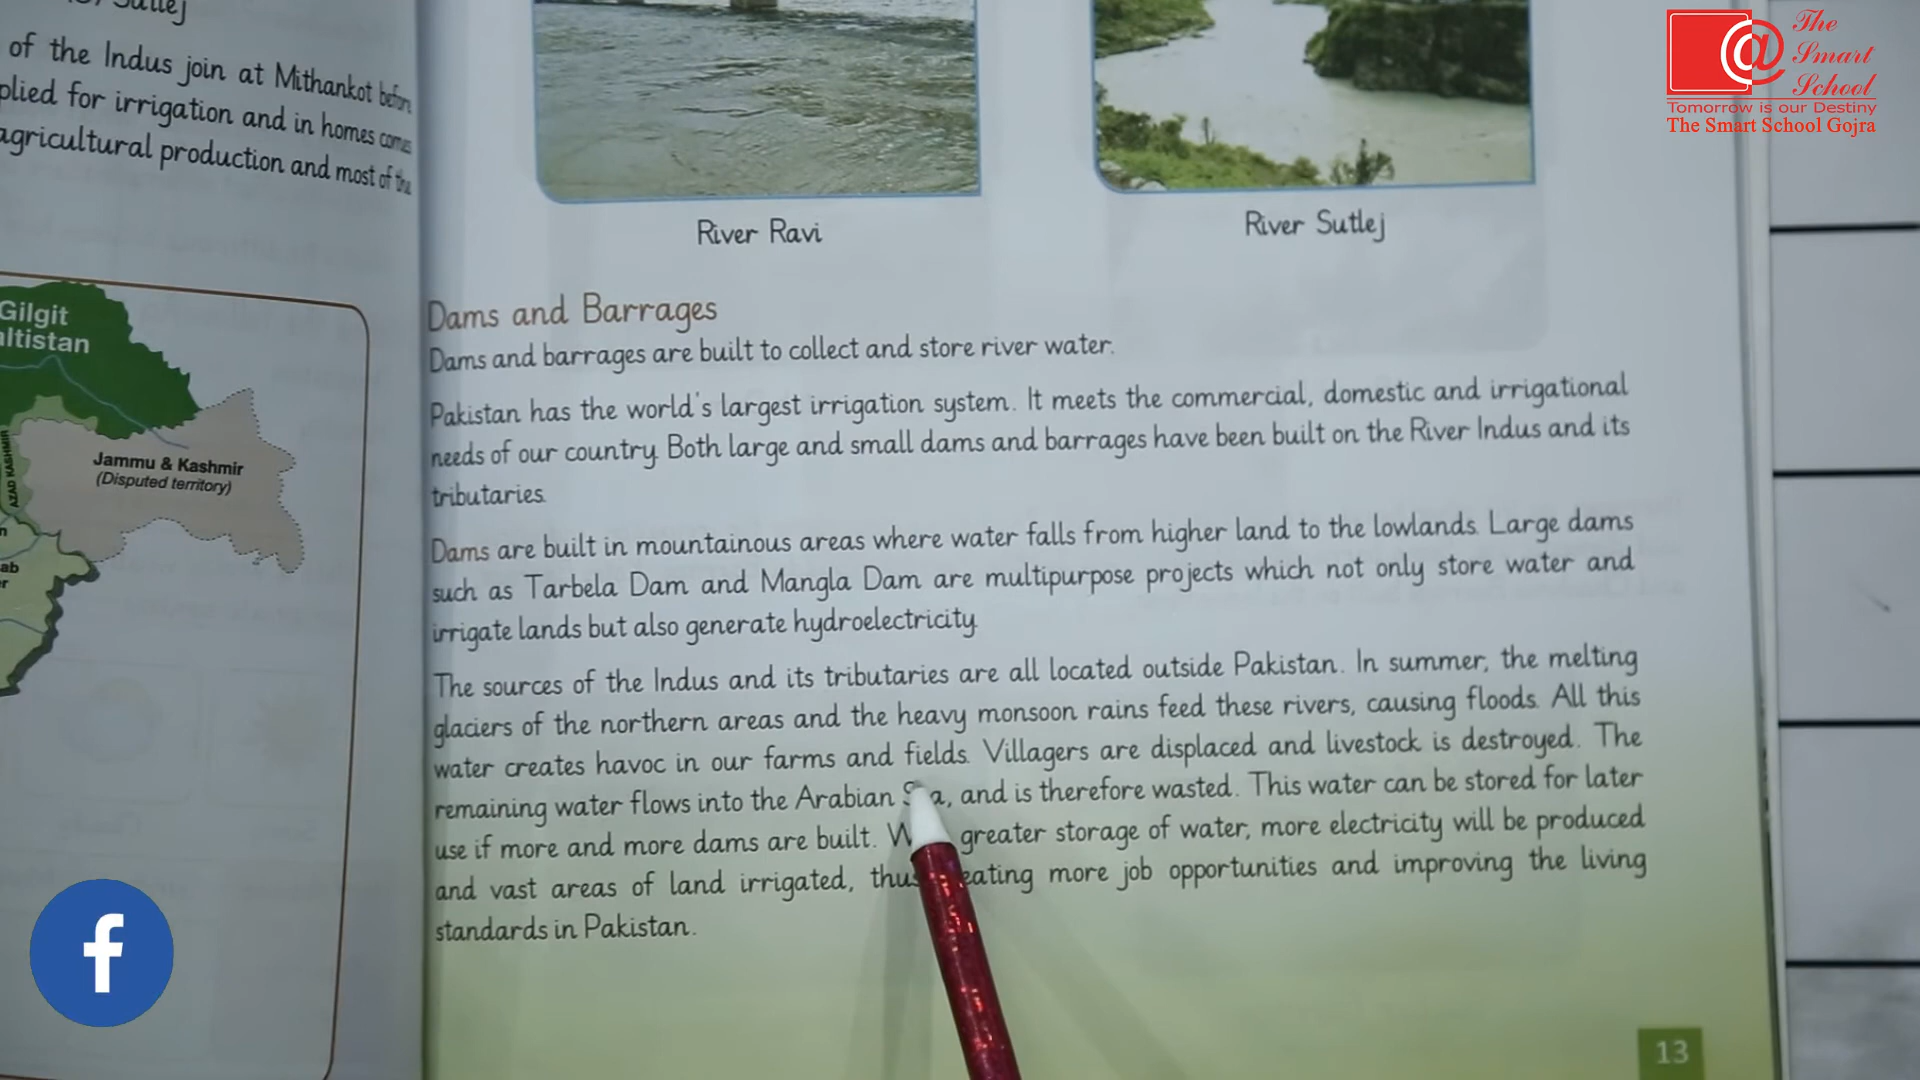 Sutlej
of the Indus join at Mithankot before
plied for irrigation and in homes comes
agricultural production and most of the
Gilgit
altistan
AZAD KASHMIR
Jammu & Kashmir
(Disputed territory)
ab
River Ravi
River Sutlej
Dams and Barrages
Dams and barrages are built to collect and store river water.
Pakistan has the world's largest irrigation system. It meets the commercial, domestic and irrigational
needs of our country. Both large and small dams and barrages have been built on the River Indus and its
tributaries.
Dams are built in mountainous areas where water falls from higher land to the lowlands. Large dams
such as Tarbela Dam and Mangla Dam are multipurpose projects which not only store water and
irrigate lands but also generate hydroelectricity.
The sources of the Indus and its tributaries are all located outside Pakistan. In summer, the melting
glaciers of the northern areas and the heavy monsoon rains feed these rivers, causing floods. All this
water creates havoc in our farms and fields. Villagers are displaced and livestock is destroyed. The
remaining water flows into the Arabian Sea, and is therefore wasted. This water can be stored for later
use if more and more dams are built. greater storage of water, more electricity will be produced
and vast areas of land irrigated, thus eating more job opportunities and improving the living
standards in Pakistan.
13
The
Smart
School
Tomorrow is our Destiny
The Smart School Gojra
f